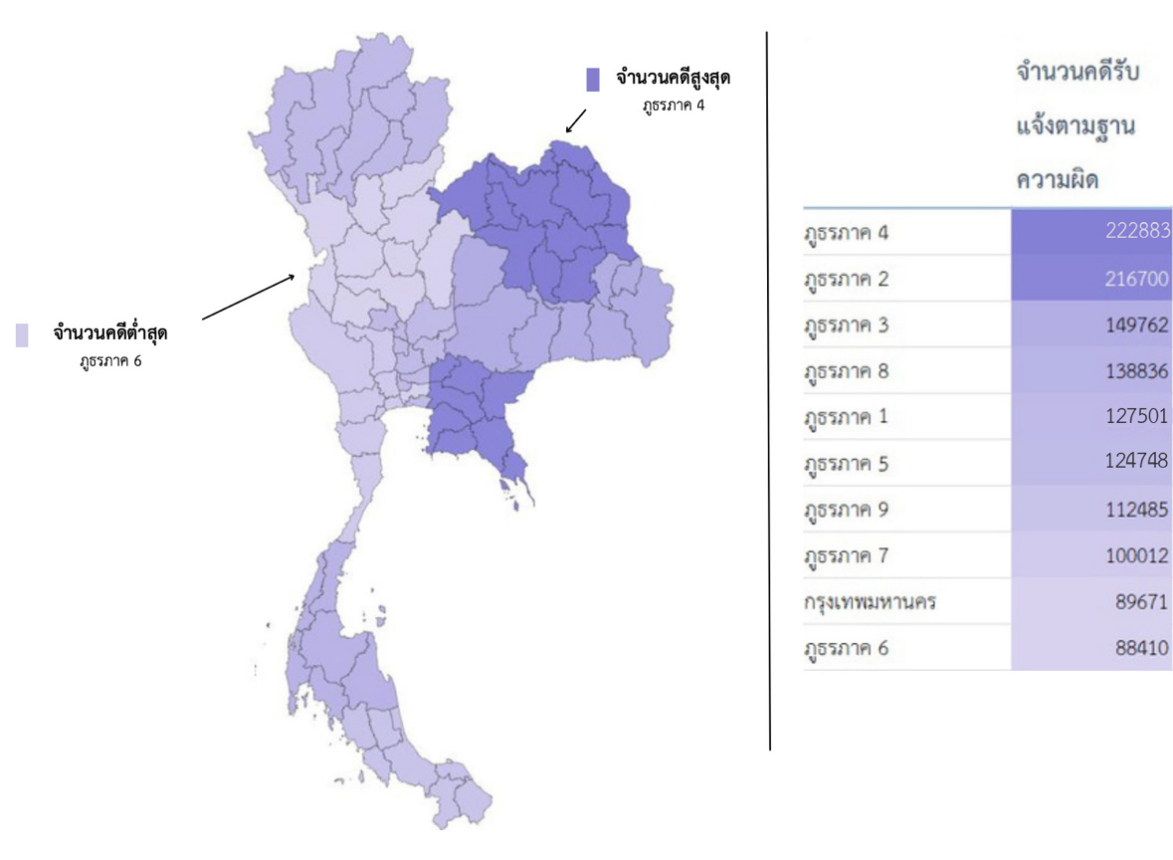 จำนวนคดีสูงสุด
ภูธรภาค 4
จำนวนคดีต่ำสุด
ภูธรภาค 6
จำนวนคดีรับ
แจ้งตามฐาน
ความผิด
ภูธรภาค 4 222883
ภูธรภาค 2 216700
ภูธรภาค 3 149762
ภูธรภาค 8 138836
ภูธรภาค 1 127501
ภูธรภาค 5 124748
ภูธรภาค 9 112485
ภูธรภาค 7 100012
กรุงเทพมหานคร 89671
ภูธรภาค 6 88410